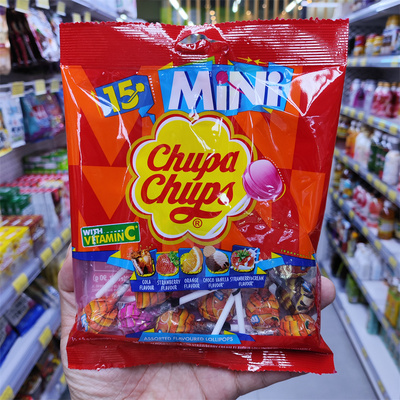 15
MiNi
Chupa
Chups
®
WITH
VITAMIN C
COLA
FLAVOUR
STRAWBERRY
FLAVOUR
ORANGE
FLAVOUR
CHOCO VANILLA
FLAVOUR
STRAWBERRY&CREAM
FLAVOUR
ASSORTED FLAVOURED LOLLIPOPS